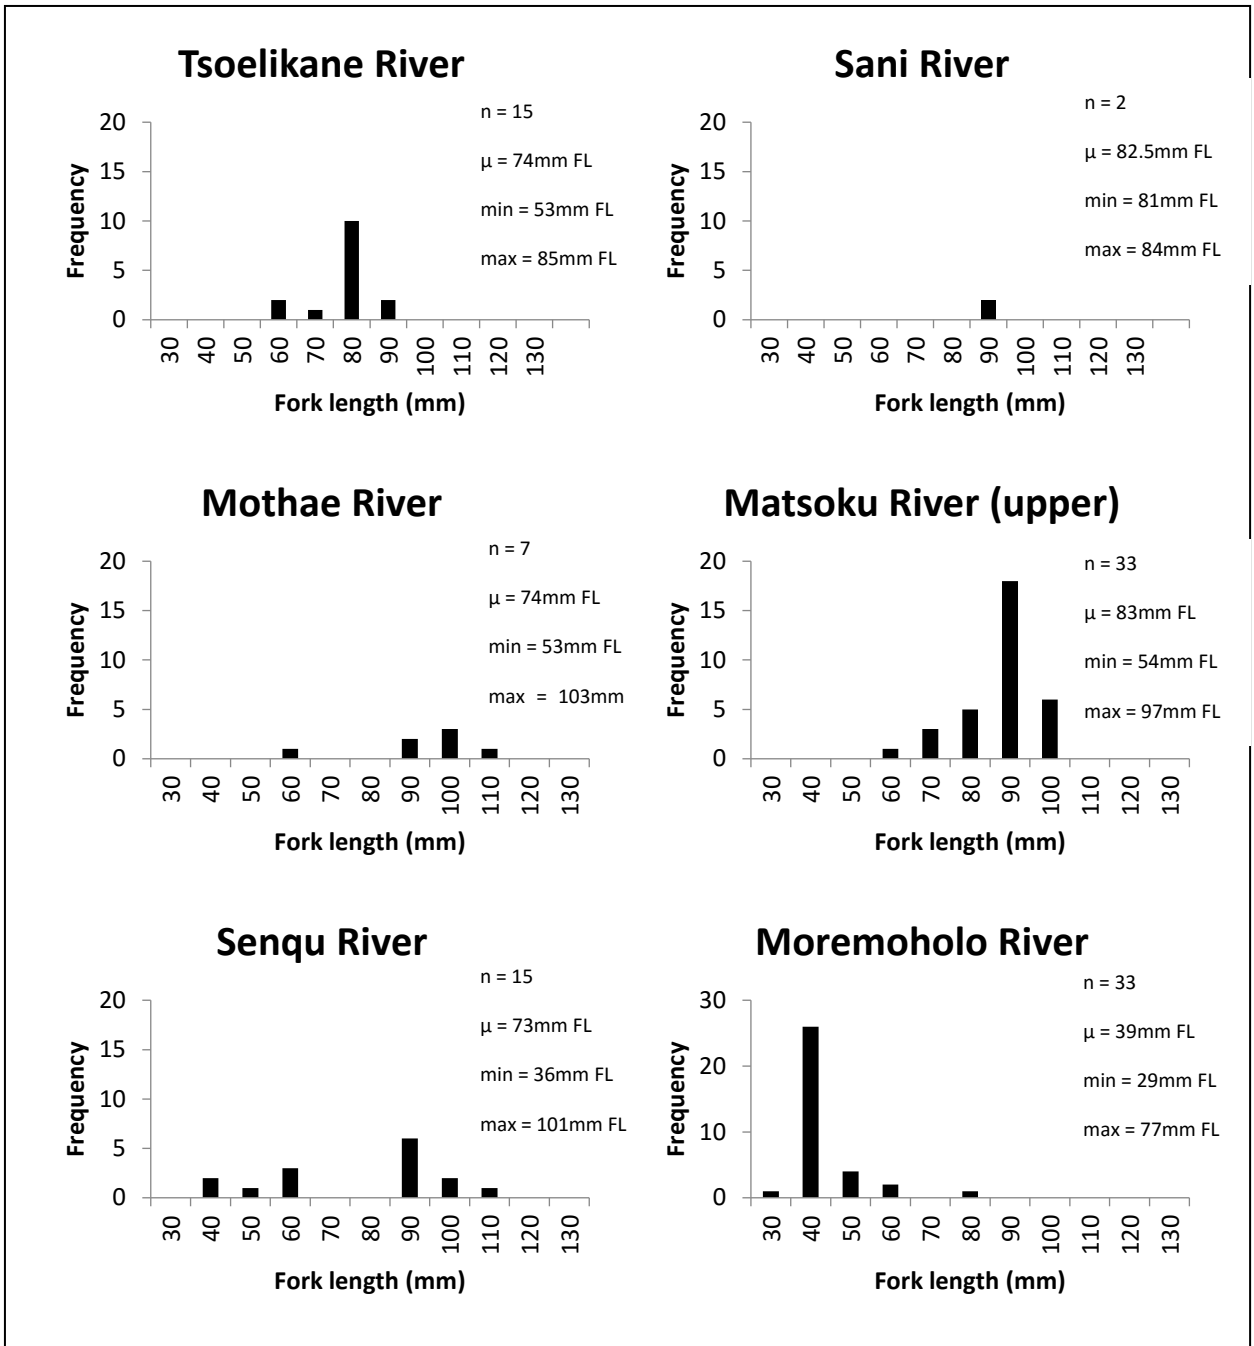 Tsoelikane River
n = 15
μ = 74mm FL
min = 53mm FL
max = 85mm FL
Frequency
20
15
10
5
0
30 40 50 60 70 80 90 100 110 120 130
Fork length (mm)
Sani River
n = 2
μ = 82.5mm FL
min = 81mm FL
max = 84mm FL
Frequency
20
15
10
5
0
30 40 50 60 70 80 90 100 110 120 130
Fork length (mm)
Mothae River
n = 7
μ = 74mm FL
min = 53mm FL
max = 103mm
Frequency
20
15
10
5
0
30 40 50 60 70 80 90 100 110 120 130
Fork length (mm)
Matsoku River (upper)
n = 33
μ = 83mm FL
min = 54mm FL
max = 97mm FL
Frequency
20
15
10
5
0
30 40 50 60 70 80 90 100 110 120 130
Fork length (mm)
Senqu River
n = 15
μ = 73mm FL
min = 36mm FL
max = 101mm FL
Frequency
20
15
10
5
0
30 40 50 60 70 80 90 100 110 120 130
Fork length (mm)
Moremoholo River
n = 33
μ = 39mm FL
min = 29mm FL
max = 77mm FL
Frequency
30
20
10
0
30 40 50 60 70 80 90 100 110 120 130
Fork length (mm)